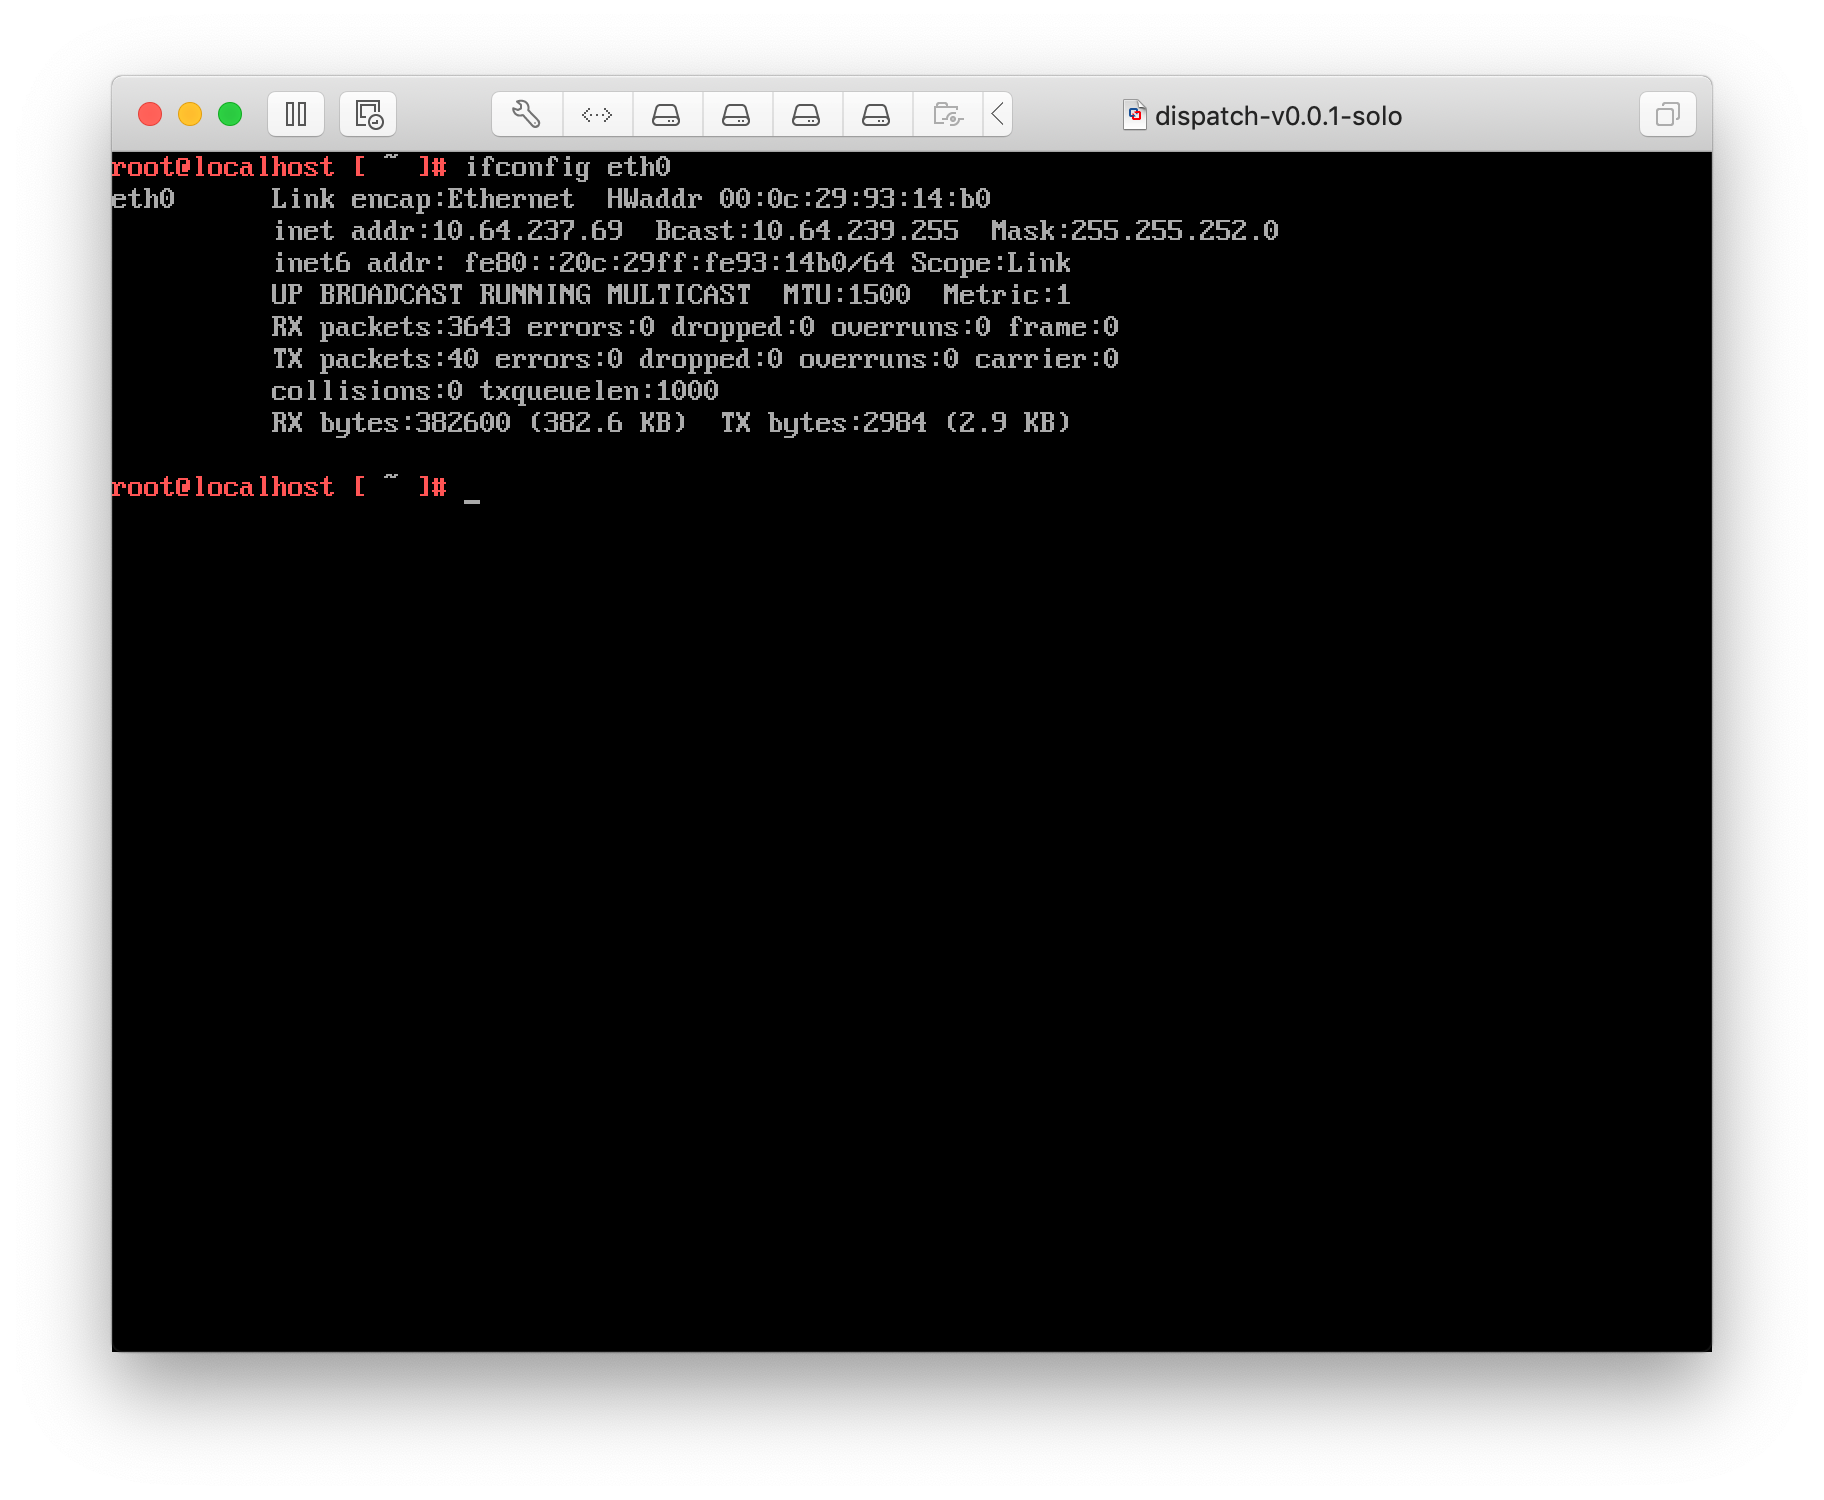 dispatch-v0.0.1-solo
root@localhost [ ~ ]# ifconfig eth0
eth0      Link encap:Ethernet  HWaddr 00:0c:29:93:14:b0
          inet addr:10.64.237.69  Bcast:10.64.239.255  Mask:255.255.252.0
          inet6 addr: fe80::20c:29ff:fe93:14b0/64 Scope:Link
          UP BROADCAST RUNNING MULTICAST  MTU:1500  Metric:1
          RX packets:3643 errors:0 dropped:0 overruns:0 frame:0
          TX packets:40 errors:0 dropped:0 overruns:0 carrier:0
          collisions:0 txqueuelen:1000
          RX bytes:382600 (382.6 KB)  TX bytes:2984 (2.9 KB)
root@localhost [ ~ ]# _